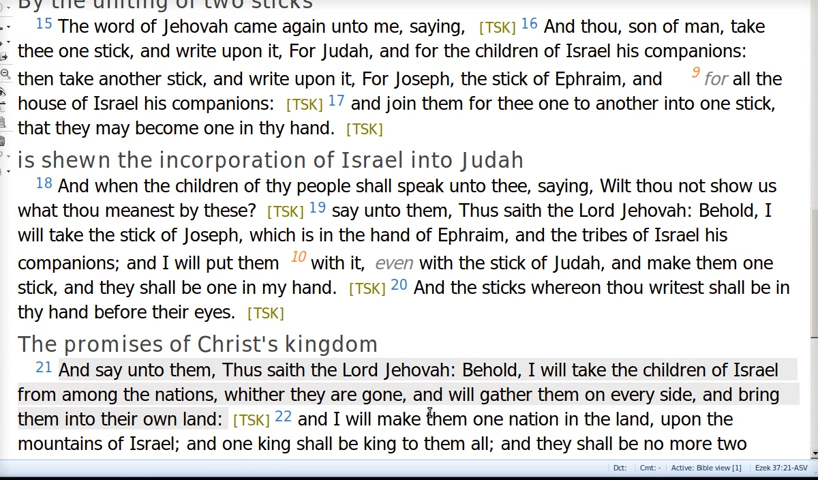 By the uniting of two sticks
15 The word of Jehovah came again unto me, saying, [TSK] 16 And thou, son of man, take
thee one stick, and write upon it, For Judah, and for the children of Israel his companions:
then take another stick, and write upon it, For Joseph, the stick of Ephraim, and 9 for all the
house of Israel his companions: [TSK] 17 and join them for thee one to another into one stick,
that they may become one in thy hand. [TSK]
is shewn the incorporation of Israel into Judah
18 And when the children of thy people shall speak unto thee, saying, Wilt thou not show us
what thou meanest by these? [TSK] 19 say unto them, Thus saith the Lord Jehovah: Behold, I
will take the stick of Joseph, which is in the hand of Ephraim, and the tribes of Israel his
companions; and I will put them 10 with it, even with the stick of Judah, and make them one
stick, and they shall be one in my hand. [TSK] 20 And the sticks whereon thou writest shall be in
thy hand before their eyes. [TSK]
The promises of Christ's kingdom
21 And say unto them, Thus saith the Lord Jehovah: Behold, I will take the children of Israel
from among the nations, whither they are gone, and will gather them on every side, and bring
them into their own land: [TSK] 22 and I will make them one nation in the land, upon the
mountains of Israel; and one king shall be king to them all; and they shall be no more two
Dct: Cmt: - Active: Bible view [1] Ezek 37:21-ASV